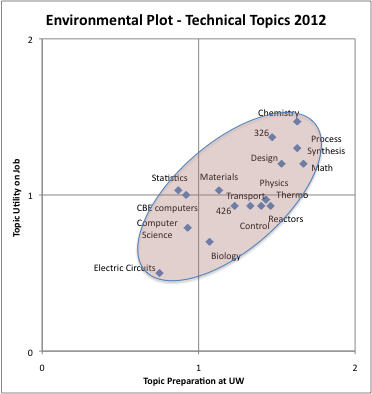 Environmental Plot - Technical Topics 2012
2
Chemistry
326
Process
Synthesis
Design
Math
Statistics
Materials
Physics
Topic Utility on Job
1
Transport
Thermo
CBE computers
426
Reactors
Computer
Science
Control
Biology
Electric Circuits
0
0
1
2
Topic Preparation at UW